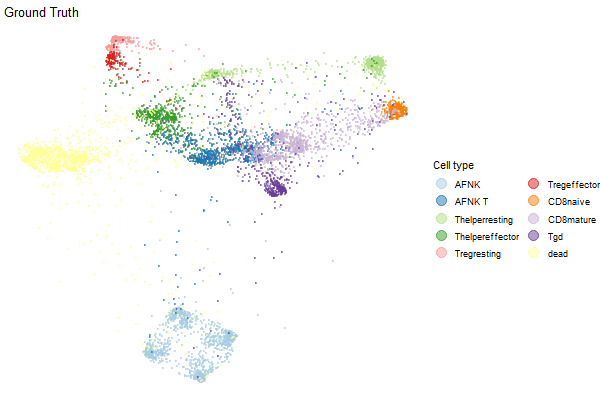 Ground Truth
Cell type
AFNK
AFNK T
Thelperresting
Thelpereffector
Tregresting
Tregeffector
CD8naive
CD8mature
Tgd
dead